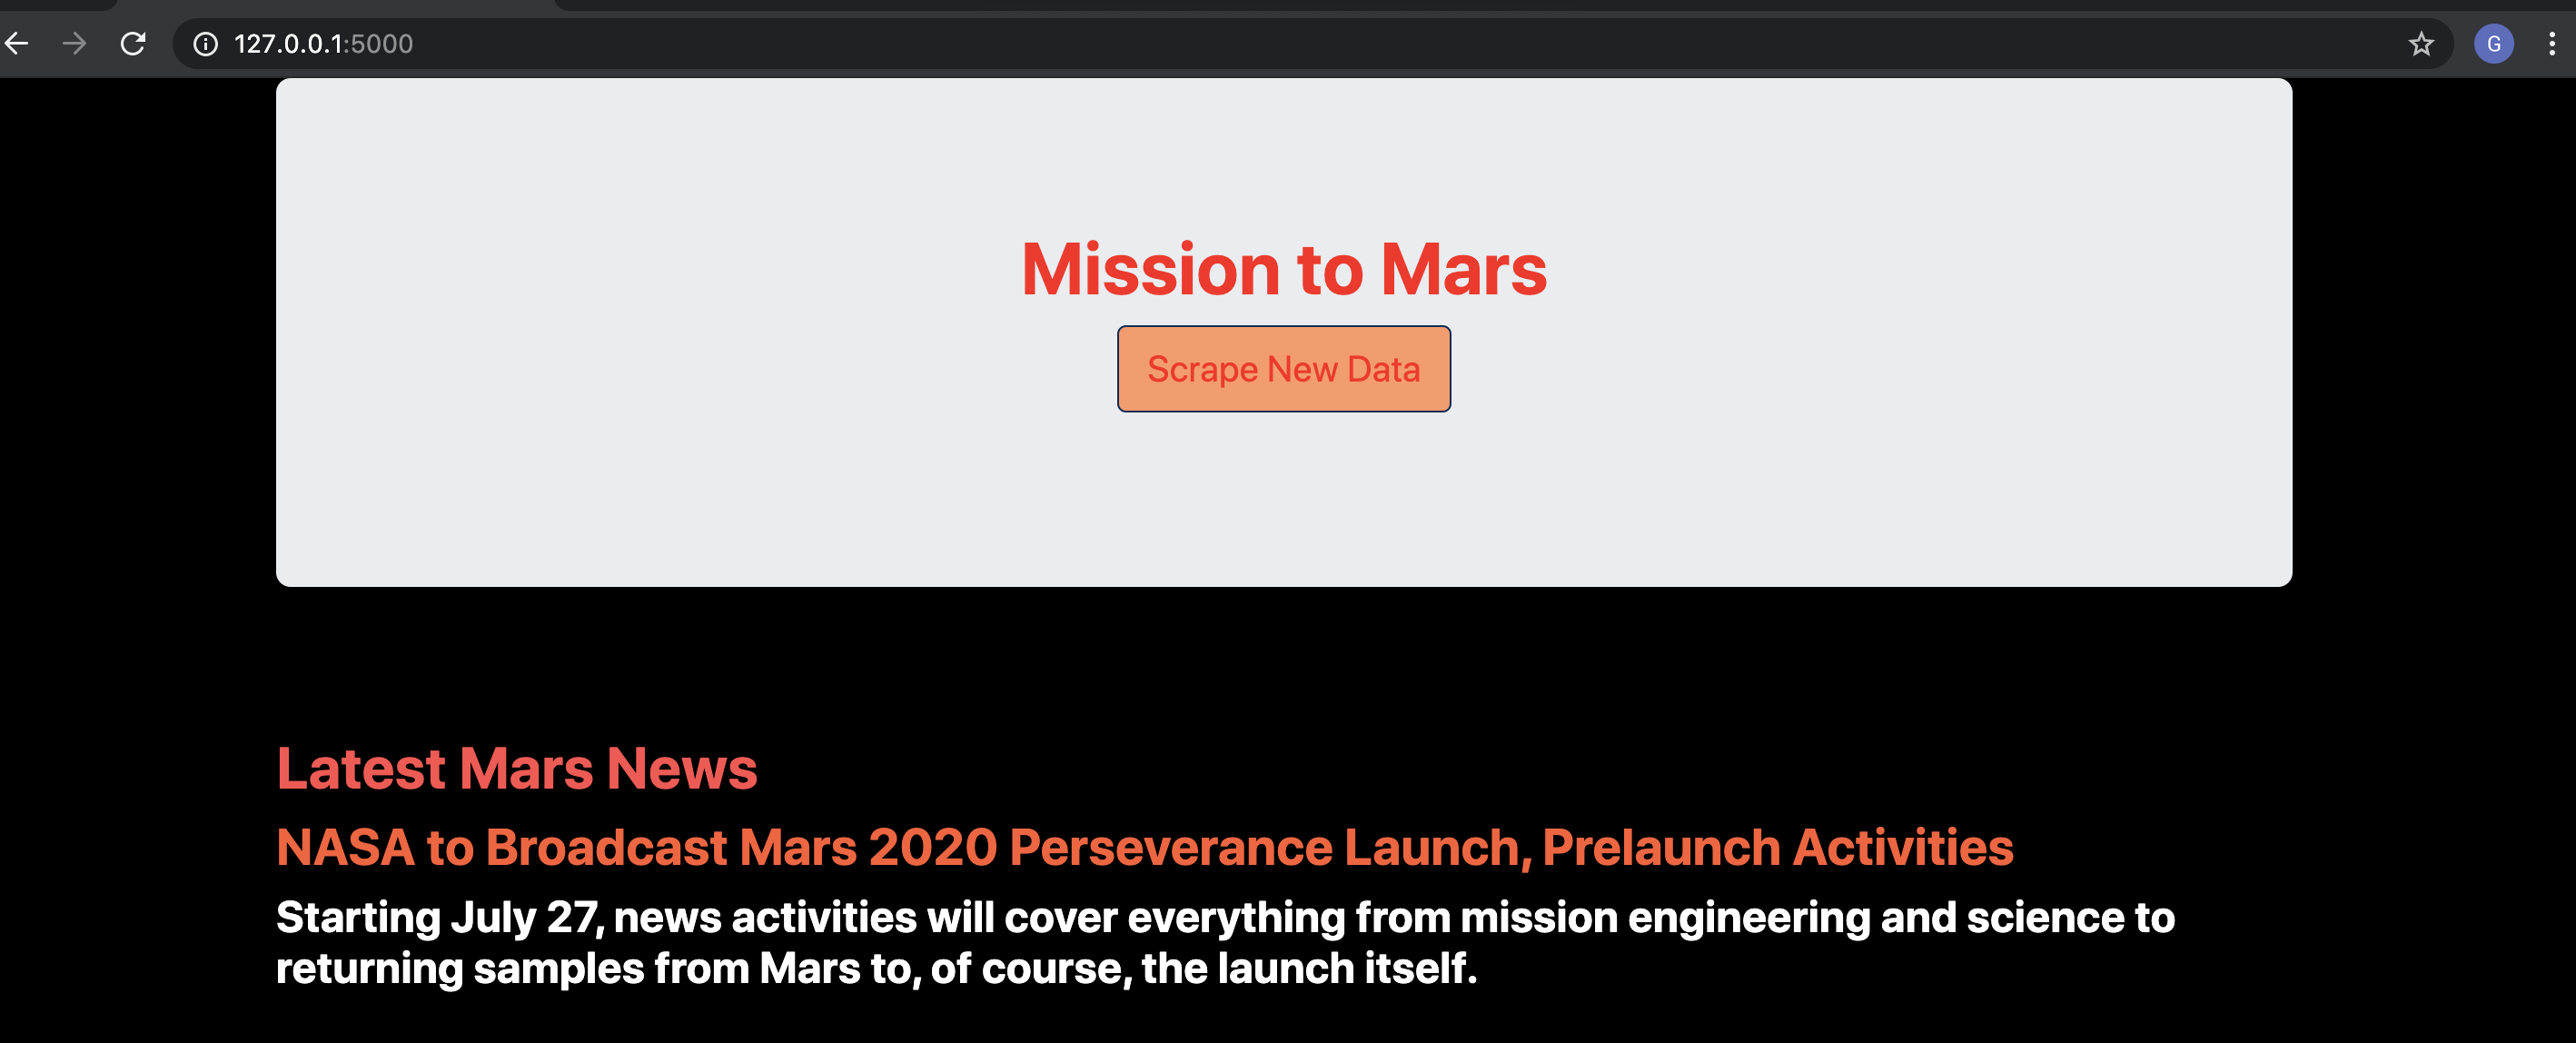 127.0.0.1:5000
G
Mission to Mars
Scrape New Data
Latest Mars News
NASA to Broadcast Mars 2020 Perseverance Launch, Prelaunch Activities
Starting July 27, news activities will cover everything from mission engineering and science to
returning samples from Mars to, of course, the launch itself.